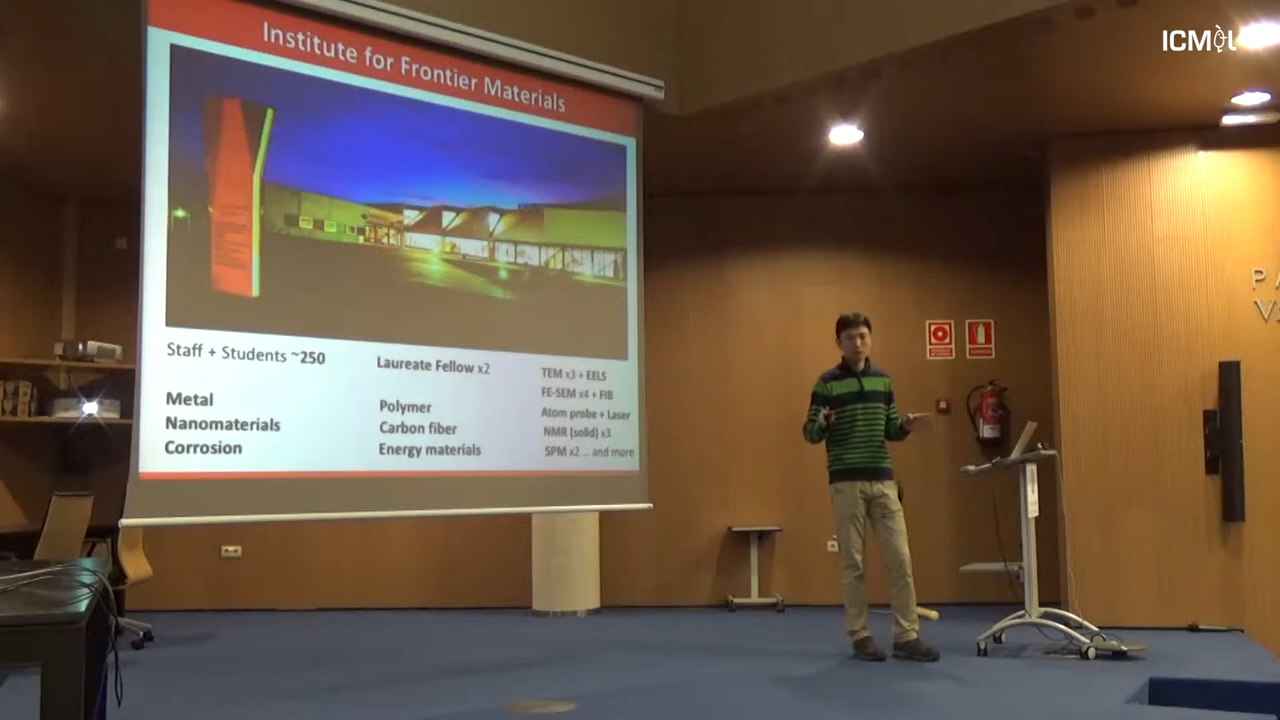 Institute for Frontier Materials
Staff + Students ~250
Metal
Nanomaterials
Corrosion
Laureate Fellow x2
Polymer
Carbon fiber
Energy materials
TEM x3 + EELS
FE-SEM x4 + FIB
Atom probe + Laser
NMR (solid) x3
SPM x2 ... and more
ICMOL